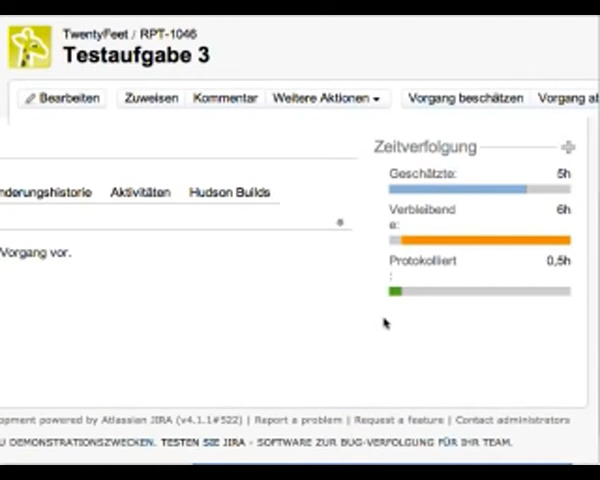 TwentyFeet / RPT-1046
Testaufgabe 3
Bearbeiten Zuweisen Kommentar Weitere Aktionen Vorgang beschätzen Vorgang at
Zeitverfolgung
Geschätzte: 5h
nderungshistorie Aktivitäten Hudson Builds
Verbleibend 6h
e:
Vorgang vor.
Protokolliert 0,5h
:
opment powered by Atlassian JIRA (v4.1.1#522) | Report a problem | Request a feature | Contact administrators
U DEMONSTRATIONSZWECKEN. TESTEN SIE JIRA - SOFTWARE ZUR BUG-VERFOLGUNG FÜR IHR TEAM.